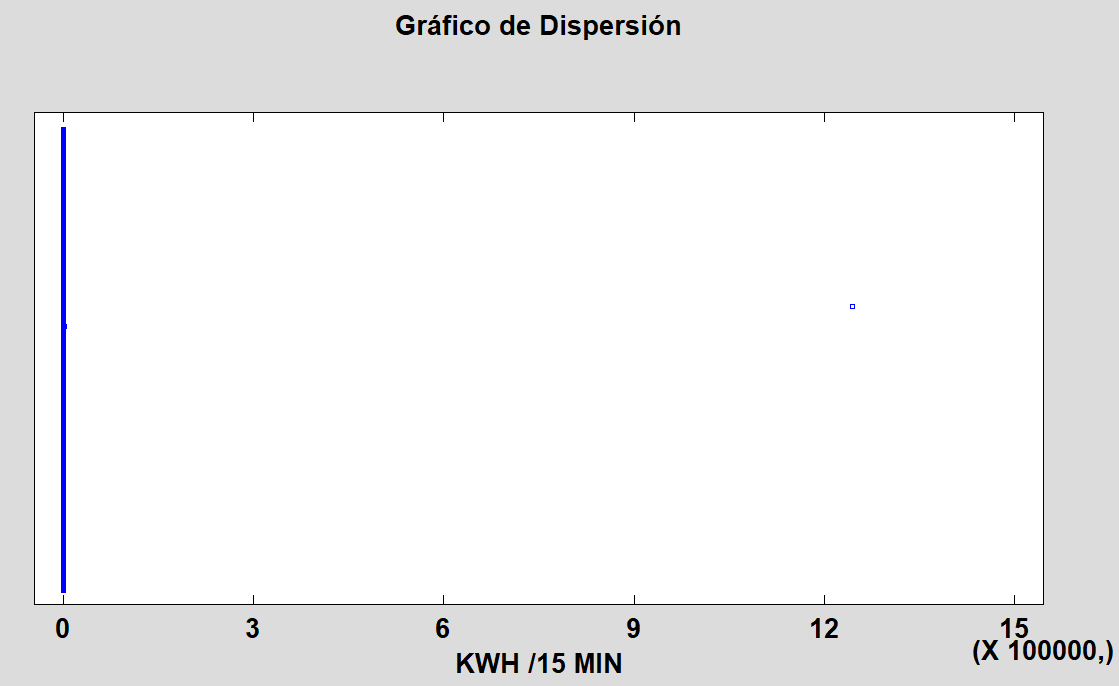 Gráfico de Dispersión
0 3 6 9 12 15
(X 100000,)
KWH /15 MIN